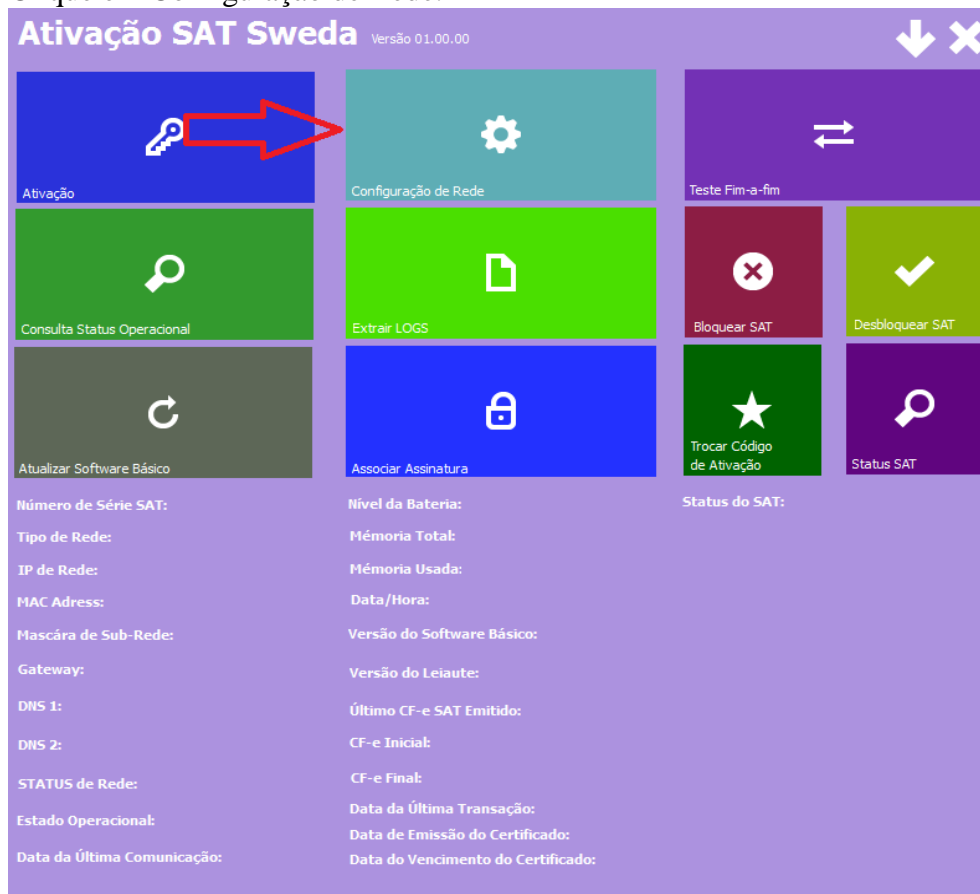 Clique em Configuração de Rede.
Ativação SAT Sweda Versão 01.00.00
Ativação
Configuração de Rede
Teste Fim-a-fim
Consulta Status Operacional
Extrair LOGS
Bloquear SAT
Desbloquear SAT
Atualizar Software Básico
Associar Assinatura
Trocar Código
de Ativação
Status SAT
Número de Série SAT:
Tipo de Rede:
IP de Rede:
MAC Adress:
Mascára de Sub-Rede:
Gateway:
DNS 1:
DNS 2:
STATUS de Rede:
Estado Operacional:
Data da Última Comunicação:
Nível da Bateria:
Mémoria Total:
Mémoria Usada:
Data/Hora:
Versão do Software Básico:
Versão do Leiaute:
Último CF-e SAT Emitido:
CF-e Inicial:
CF-e Final:
Data da Última Transação:
Data de Emissão do Certificado:
Data do Vencimento do Certificado:
Status do SAT: